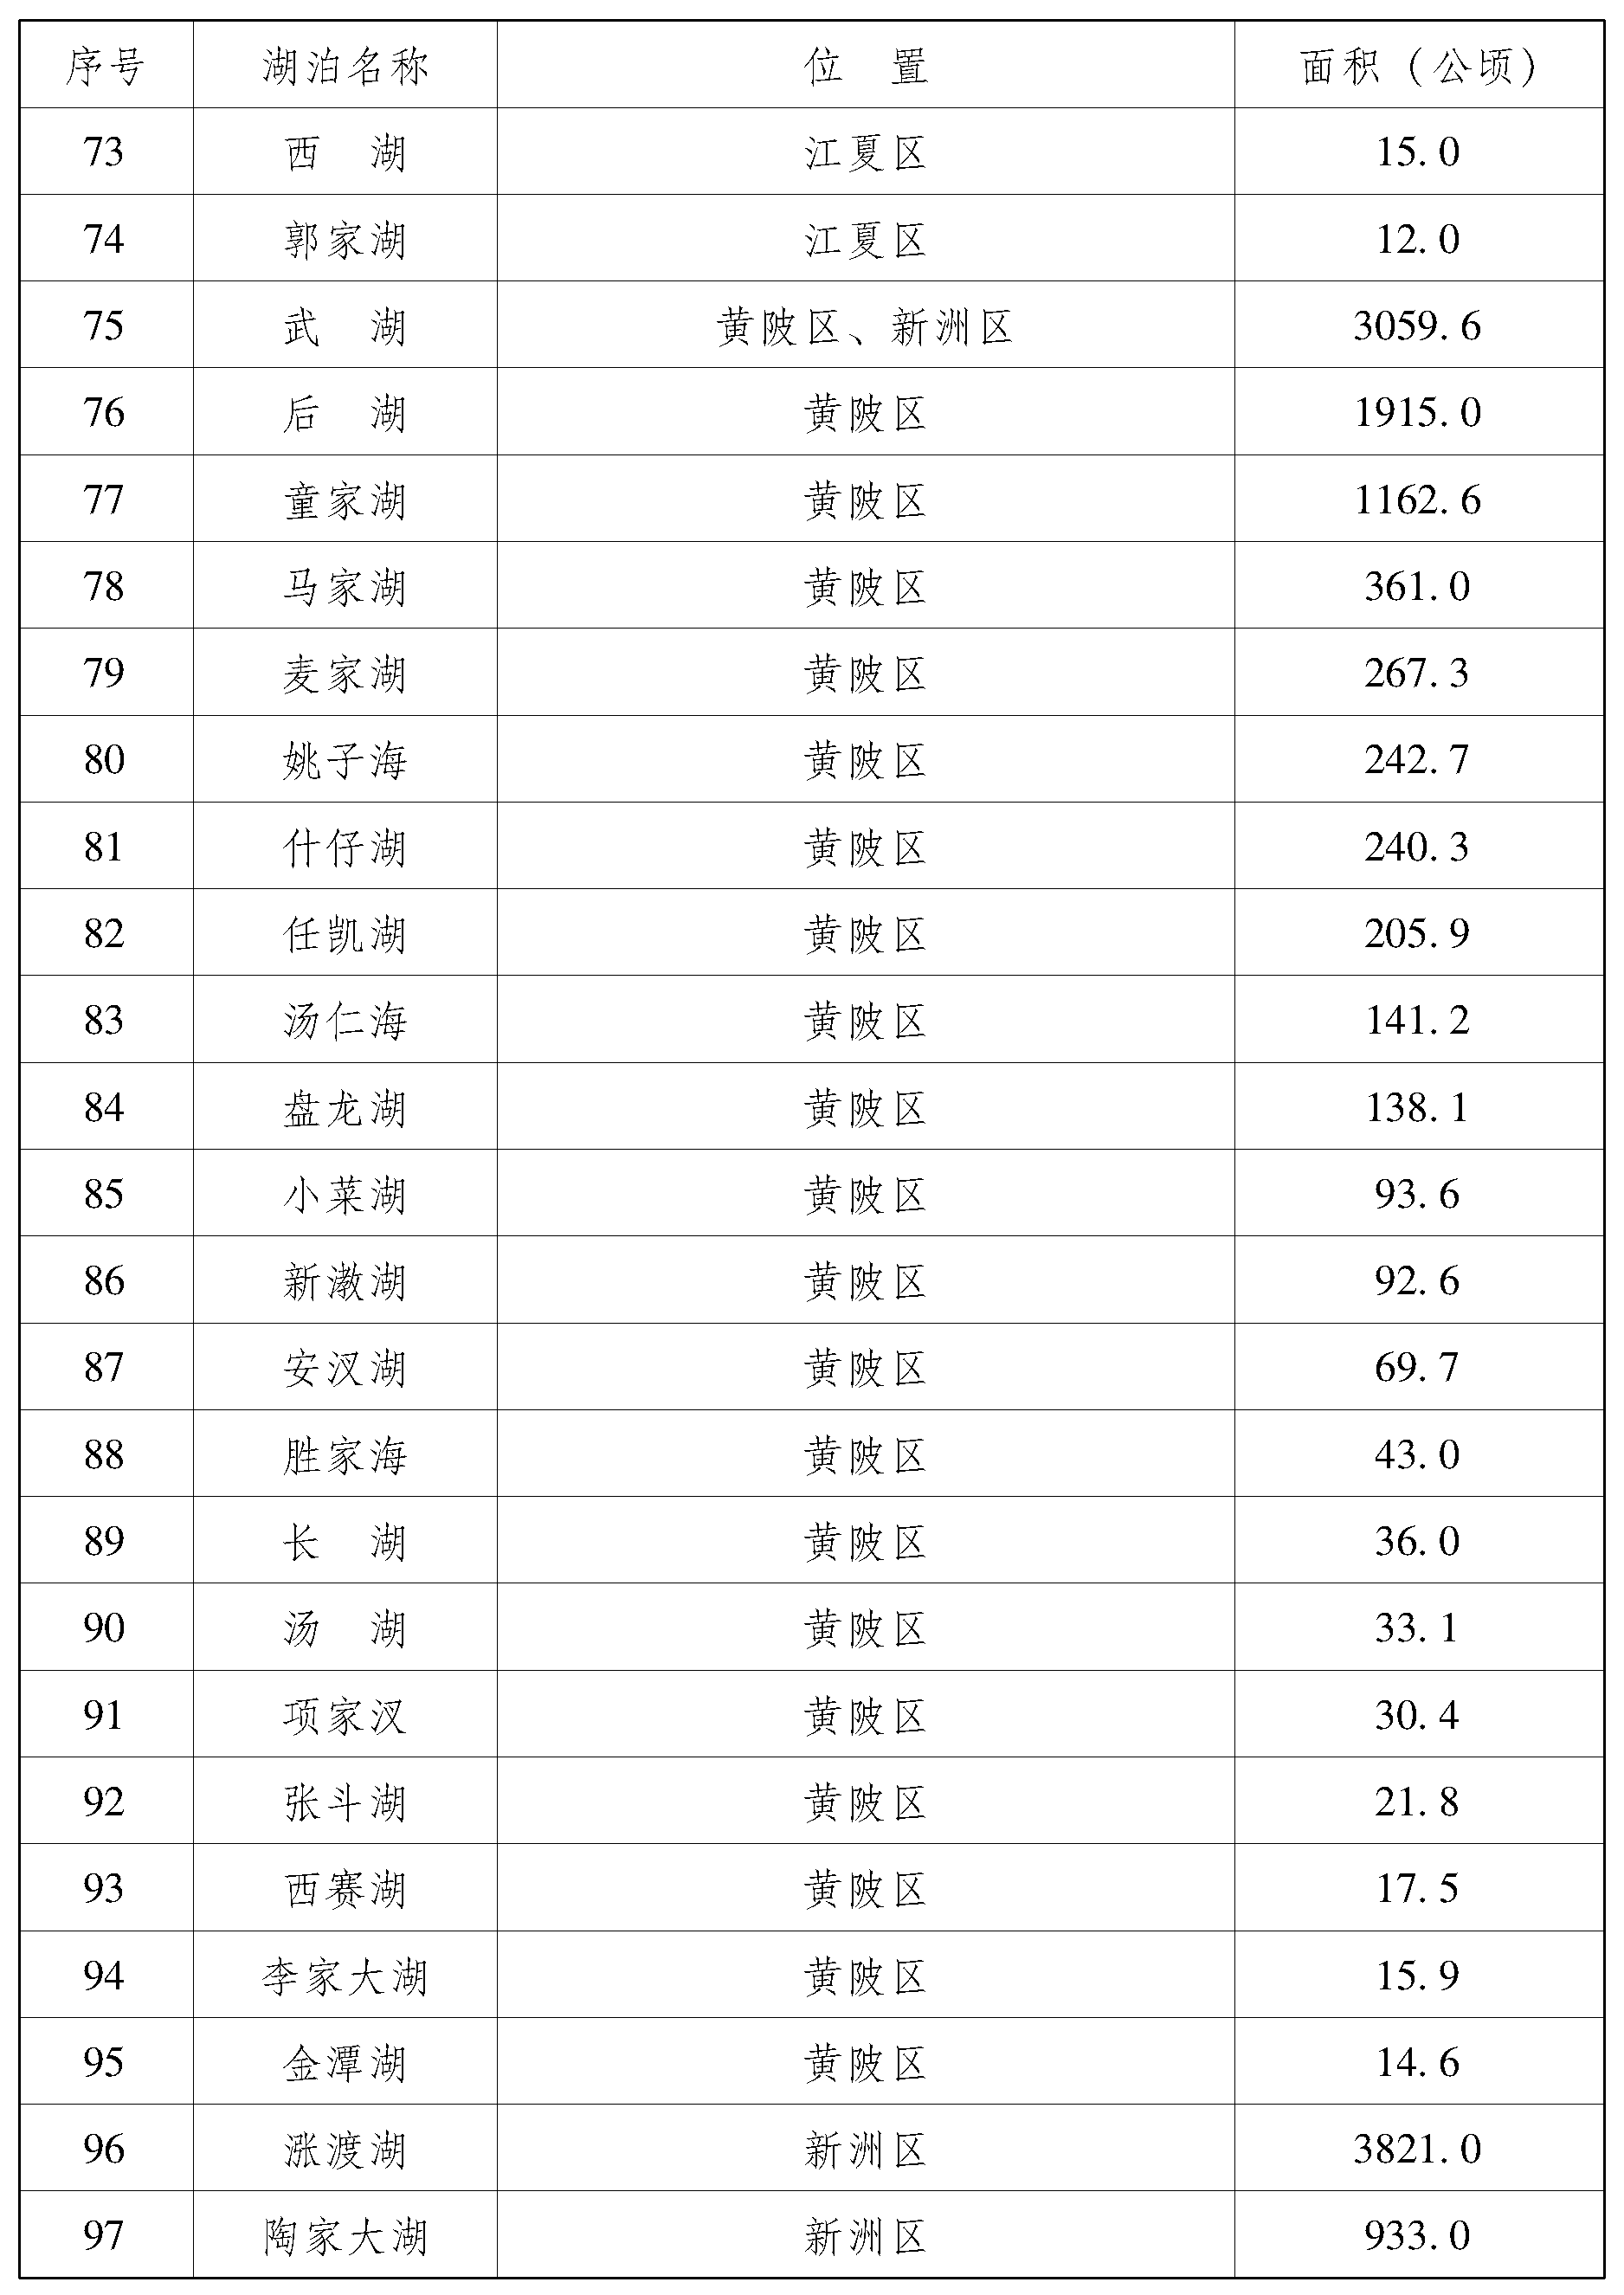 序号 湖泊名称 位 置 面积（公顷）
73 西 湖 江夏区 15.0
74 郭家湖 江夏区 12.0
75 武 湖 黄陂区、新洲区 3059.6
76 后 湖 黄陂区 1915.0
77 童家湖 黄陂区 1162.6
78 马家湖 黄陂区 361.0
79 麦家湖 黄陂区 267.3
80 姚子海 黄陂区 242.7
81 什仔湖 黄陂区 240.3
82 任凯湖 黄陂区 205.9
83 汤仁海 黄陂区 141.2
84 盘龙湖 黄陂区 138.1
85 小菜湖 黄陂区 93.6
86 新漖湖 黄陂区 92.6
87 安汊湖 黄陂区 69.7
88 胜家海 黄陂区 43.0
89 长 湖 黄陂区 36.0
90 汤 湖 黄陂区 33.1
91 项家汊 黄陂区 30.4
92 张斗湖 黄陂区 21.8
93 西赛湖 黄陂区 17.5
94 李家大湖 黄陂区 15.9
95 金潭湖 黄陂区 14.6
96 涨渡湖 新洲区 3821.0
97 陶家大湖 新洲区 933.0